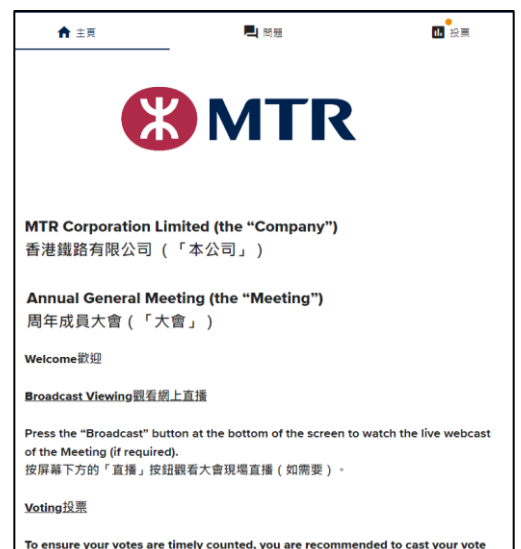 主頁 問題 投票
MTR
MTR Corporation Limited (the “Company”)
香港鐵路有限公司 (「本公司」)
Annual General Meeting (the “Meeting”)
周年成員大會 (「大會」)
Welcome歡迎
Broadcast Viewing觀看網上直播
Press the “Broadcast” button at the bottom of the screen to watch the live webcast
of the Meeting (if required).
按屏幕下方的「直播」按鈕觀看大會現場直播 (如需要) 。
Voting投票
To ensure your votes are timely counted, you are recommended to cast your vote